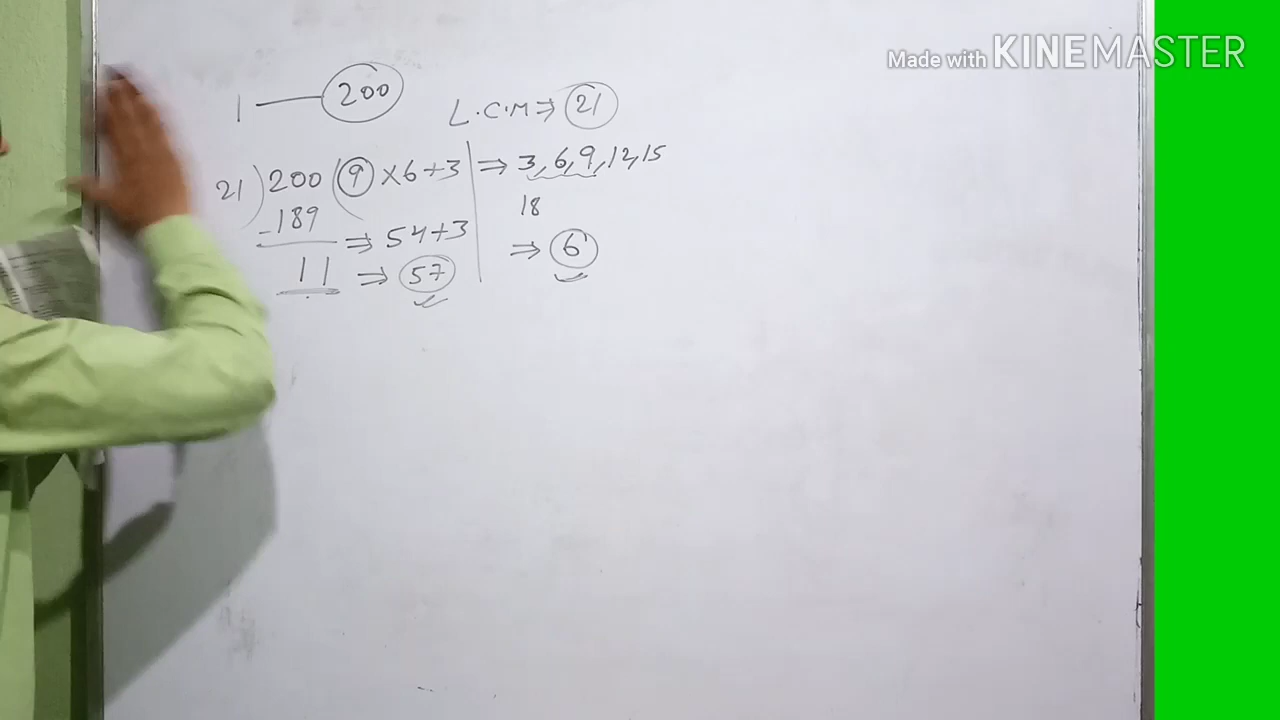 Made with KINEMASTER
1 — 200
L.C.M ⇒ 21
21) 200 (9 × 6 + 3
- 189
⇒ 54 + 3
11 ⇒ 57
⇒ 3, 6, 9, 12, 15
18
⇒ 6